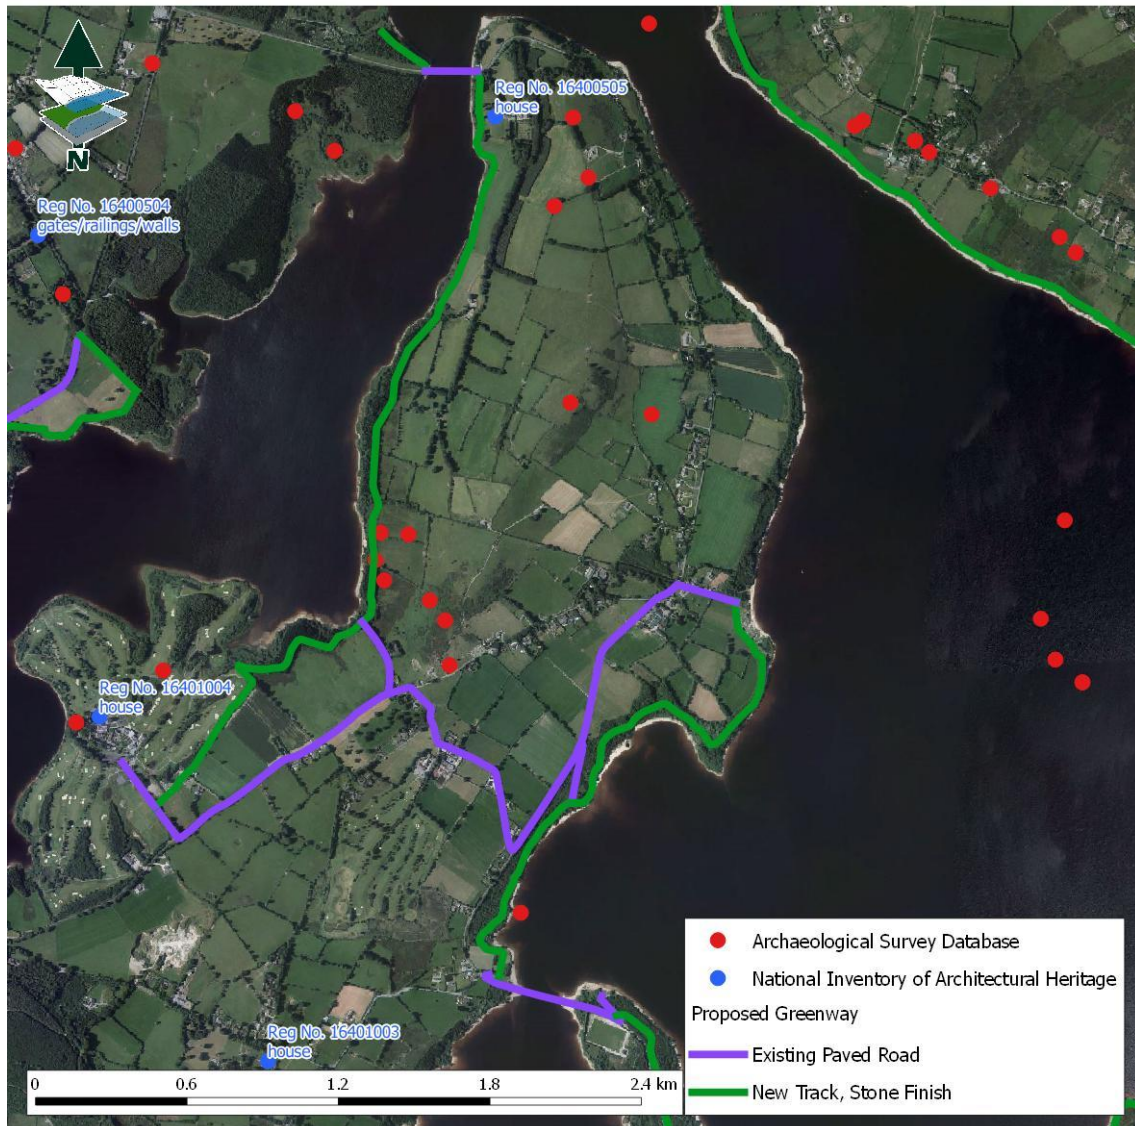 N
Reg No. 16400505
house
Reg No. 16400504
gates/railings/walls
Reg No. 16401004
house
Reg No. 16401003
house
0 0.6 1.2 1.8 2.4 km
Archaeological Survey Database
National Inventory of Architectural Heritage
Proposed Greenway
Existing Paved Road
New Track, Stone Finish